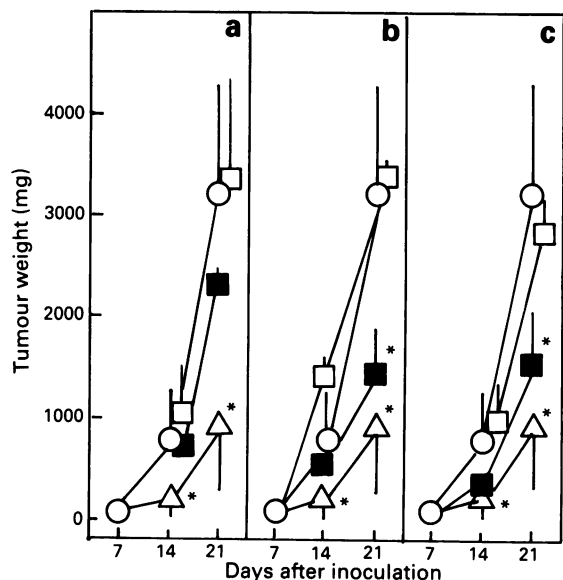 a
b
c
Tumour weight (mg)
4000
3000
2000
1000
0
*
*
*
*
*
*
*
*
7 14 21 7 14 21 7 14 21
Days after inoculation